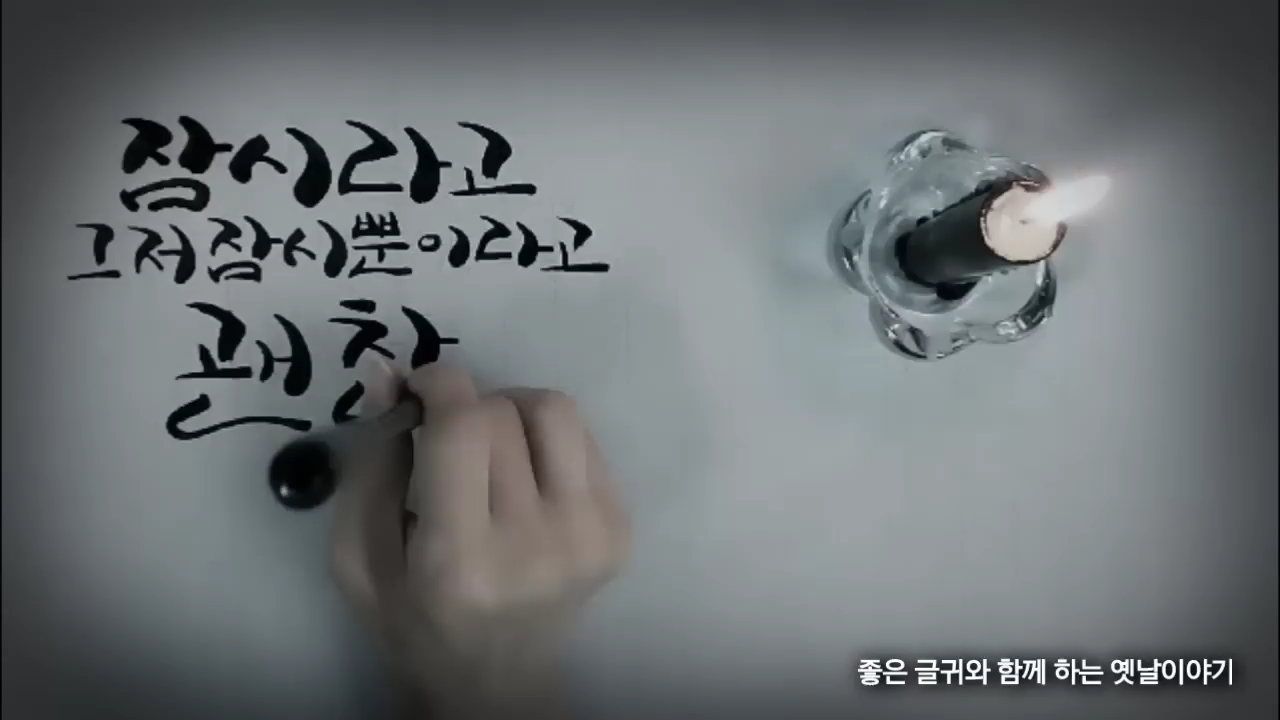 잠시라고
그저 잠시뿐이라고
괜찮
좋은 글귀와 함께 하는 옛날이야기